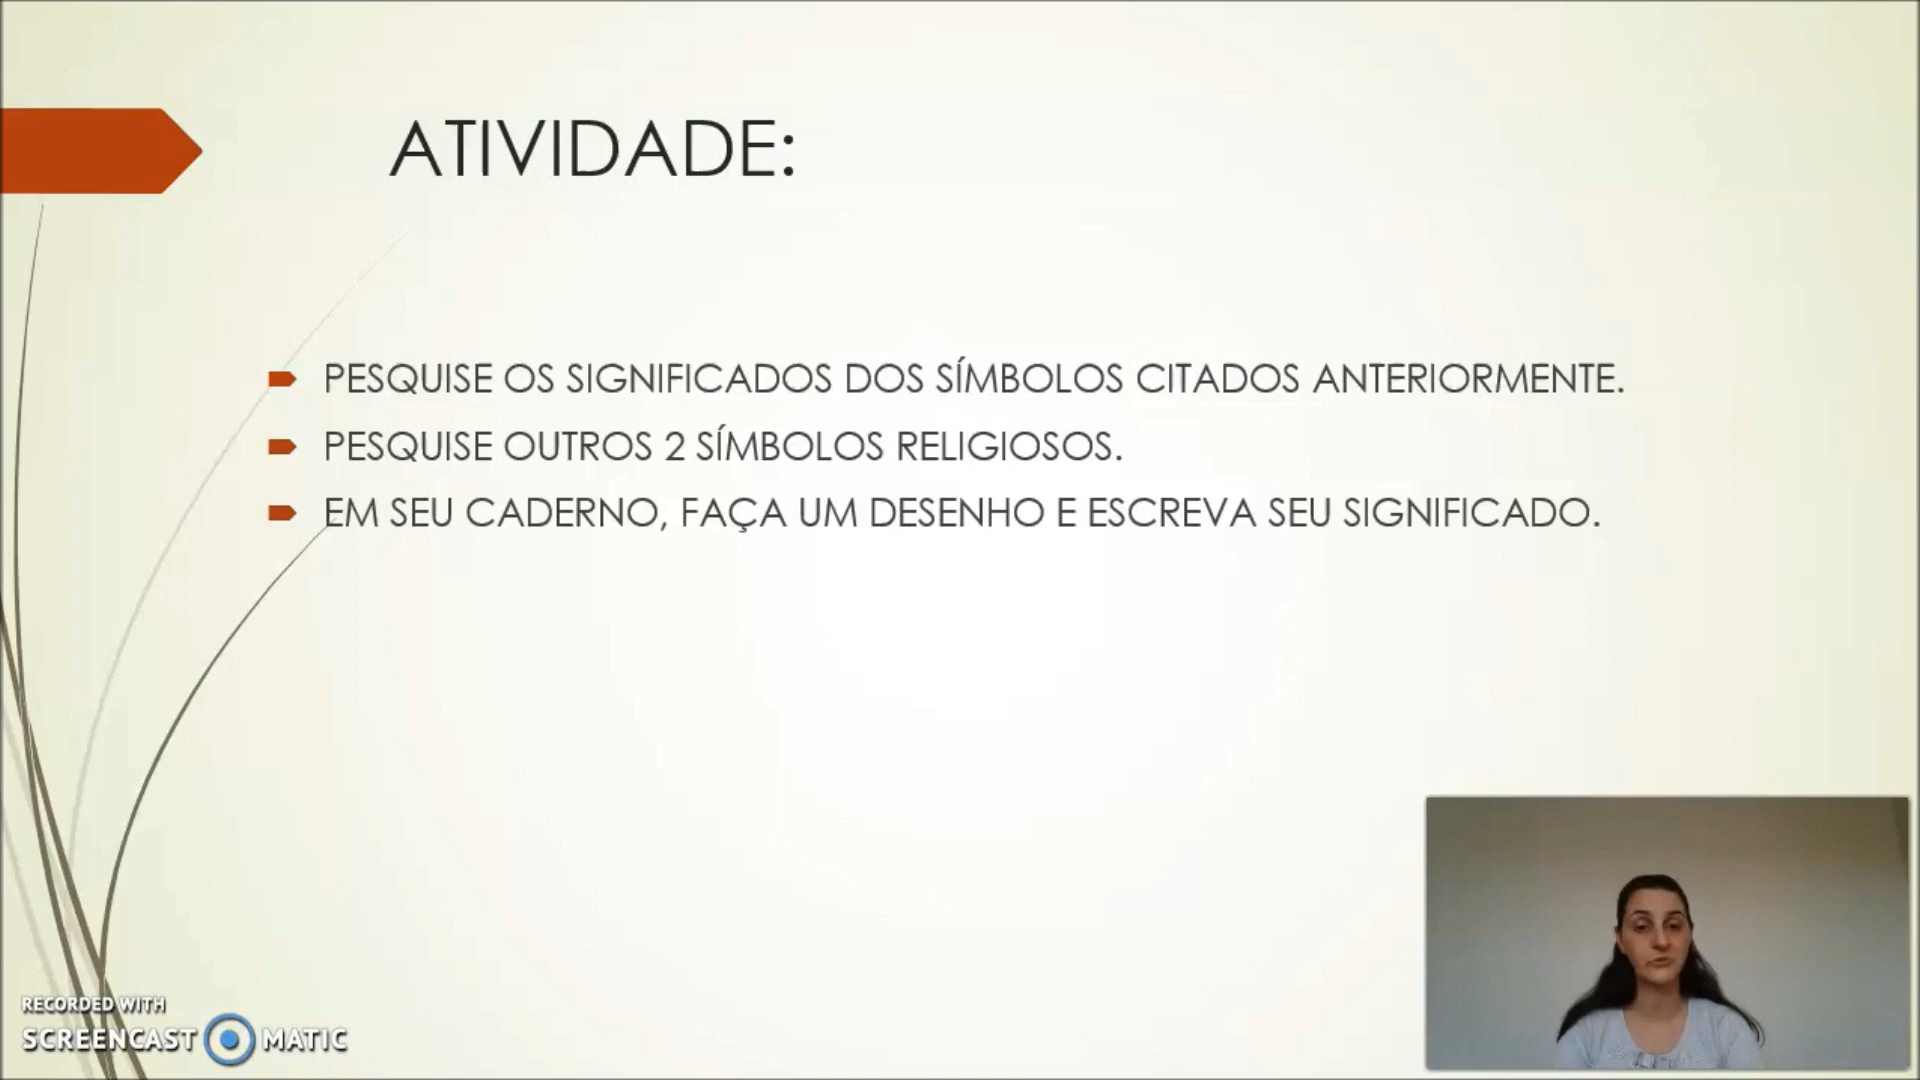 ATIVIDADE:
PESQUISE OS SIGNIFICADOS DOS SÍMBOLOS CITADOS ANTERIORMENTE.
PESQUISE OUTROS 2 SÍMBOLOS RELIGIOSOS.
EM SEU CADERNO, FAÇA UM DESENHO E ESCREVA SEU SIGNIFICADO.
RECORDED WITH
SCREENCAST MATIC